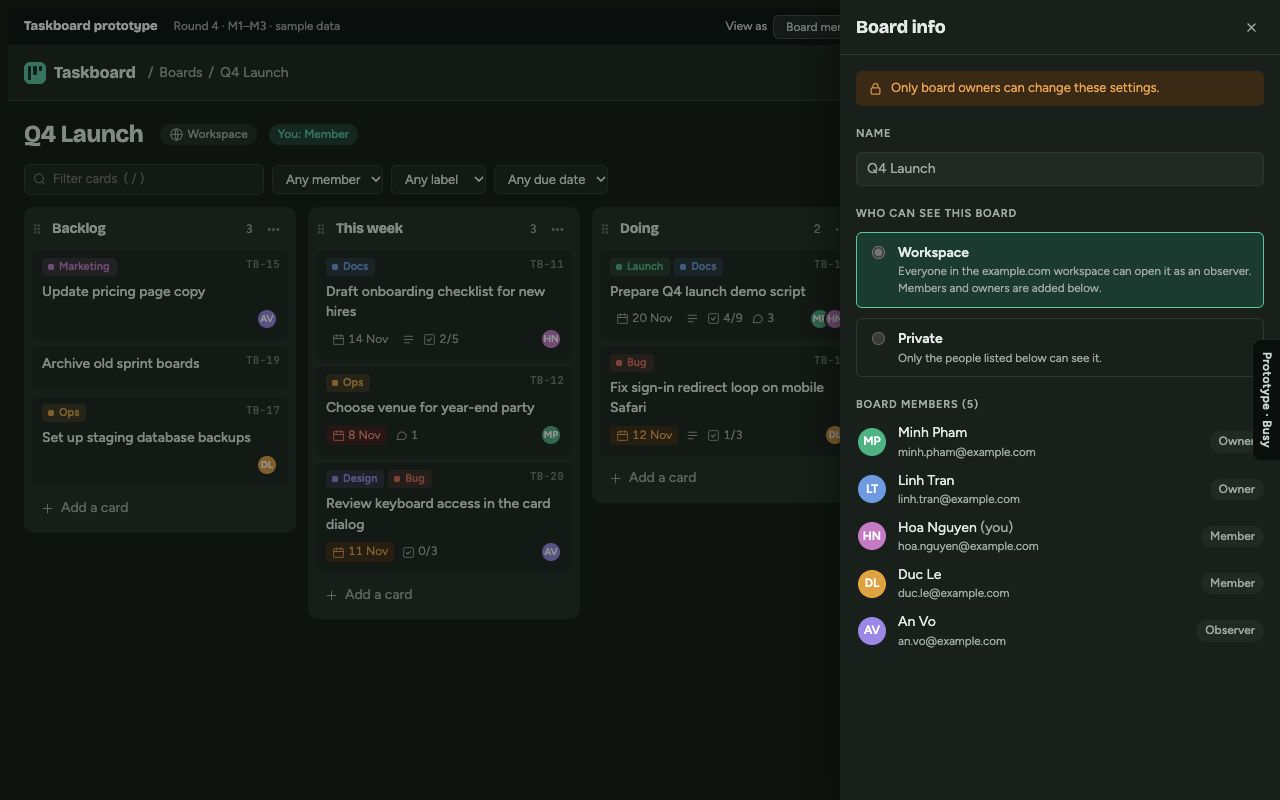 Taskboard prototype Round 4 · M1–M3 · sample data View as
Taskboard / Boards / Q4 Launch
Q4 Launch Workspace You: Member
Filter cards ( / ) Any member Any label Any due date
Backlog 3
Marketing TB-15
Update pricing page copy
AV
Archive old sprint boards TB-19
Ops TB-17
Set up staging database backups
DL
Add a card
This week 3
Docs TB-11
Draft onboarding checklist for new
hires
14 Nov 2/5 HN
Ops TB-12
Choose venue for year-end party
8 Nov 1 MP
Design Bug TB-20
Review keyboard access in the card
dialog
11 Nov 0/3 AV
Add a card
Doing 2
Launch Docs
Prepare Q4 launch demo script
20 Nov 4/9 3
Bug
Fix sign-in redirect loop on mobile
Safari
12 Nov 1/3
Add a card
Board info
Only board owners can change these settings.
NAME
Q4 Launch
WHO CAN SEE THIS BOARD
Workspace
Everyone in the example.com workspace can open it as an observer.
Members and owners are added below.
Private
Only the people listed below can see it.
BOARD MEMBERS (5)
MP Minh Pham Owner
minh.pham@example.com
LT Linh Tran Owner
linh.tran@example.com
HN Hoa Nguyen (you) Member
hoa.nguyen@example.com
DL Duc Le Member
duc.le@example.com
AV An Vo Observer
an.vo@example.com
Prototype · Busy